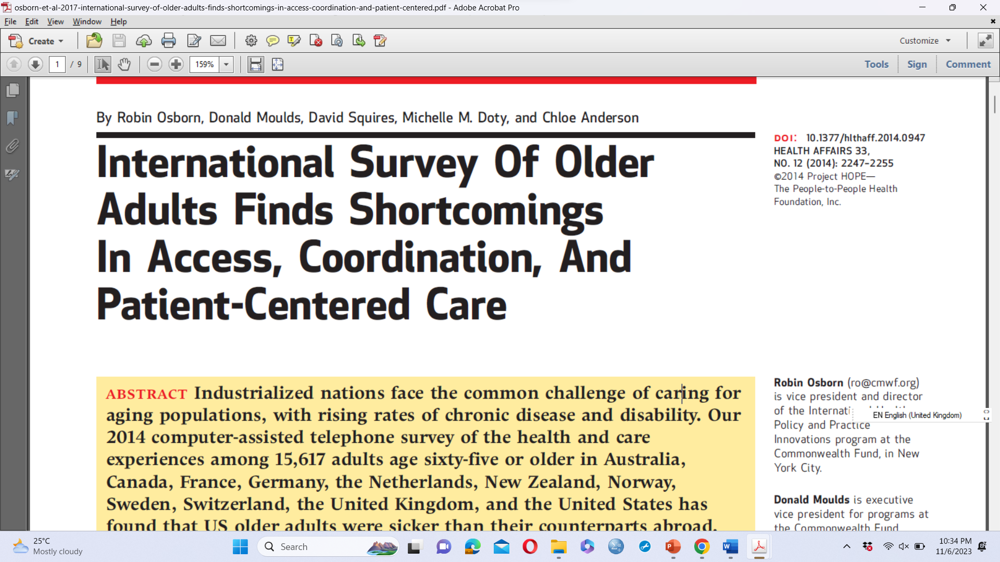 osborn-et-al-2017-international-survey-of-older-adults-finds-shortcomings-in-access-coordination-and-patient-centered.pdf - Adobe Acrobat Pro
File Edit View Window Help
Create
Customize
1 / 9
159%
Tools Sign Comment
By Robin Osborn, Donald Moulds, David Squires, Michelle M. Doty, and Chloe Anderson
International Survey Of Older
Adults Finds Shortcomings
In Access, Coordination, And
Patient-Centered Care
DOI: 10.1377/hlthaff.2014.0947
HEALTH AFFAIRS 33,
NO. 12 (2014): 2247–2255
©2014 Project HOPE—
The People-to-People Health
Foundation, Inc.
ABSTRACT Industrialized nations face the common challenge of caring for
aging populations, with rising rates of chronic disease and disability. Our
2014 computer-assisted telephone survey of the health and care
experiences among 15,617 adults age sixty-five or older in Australia,
Canada, France, Germany, the Netherlands, New Zealand, Norway,
Sweden, Switzerland, the United Kingdom, and the United States has
found that US older adults were sicker than their counterparts abroad.
Robin Osborn (ro@cmwf.org)
is vice president and director
of the
EN English (United Kingdom)
Policy and Practice
Innovations program at the
Commonwealth Fund, in New
York City.
Donald Moulds is executive
vice president for programs at
the Commonwealth Fund
25°C
Mostly cloudy
Search
10:34 PM
11/6/2023